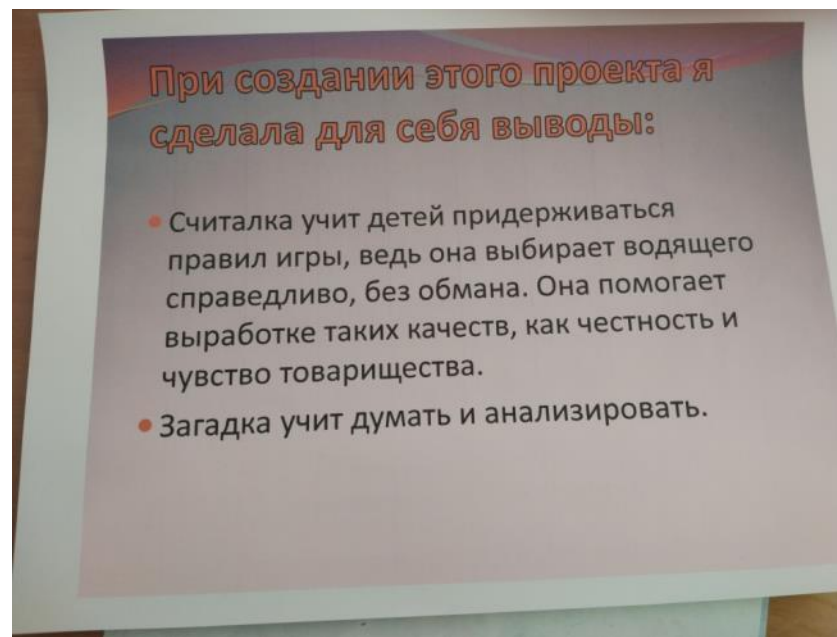 При создании этого проекта я
сделала для себя выводы:
• Считалка учит детей придерживаться
правил игры, ведь она выбирает водящего
справедливо, без обмана. Она помогает
выработке таких качеств, как честность и
чувство товарищества.
• Загадка учит думать и анализировать.